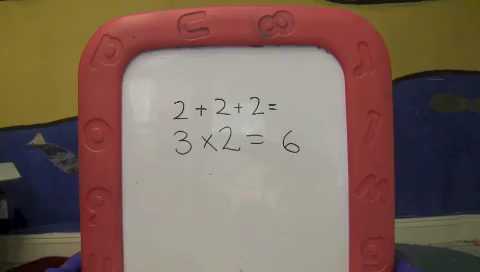 2 + 2 + 2 =
3 × 2 = 6